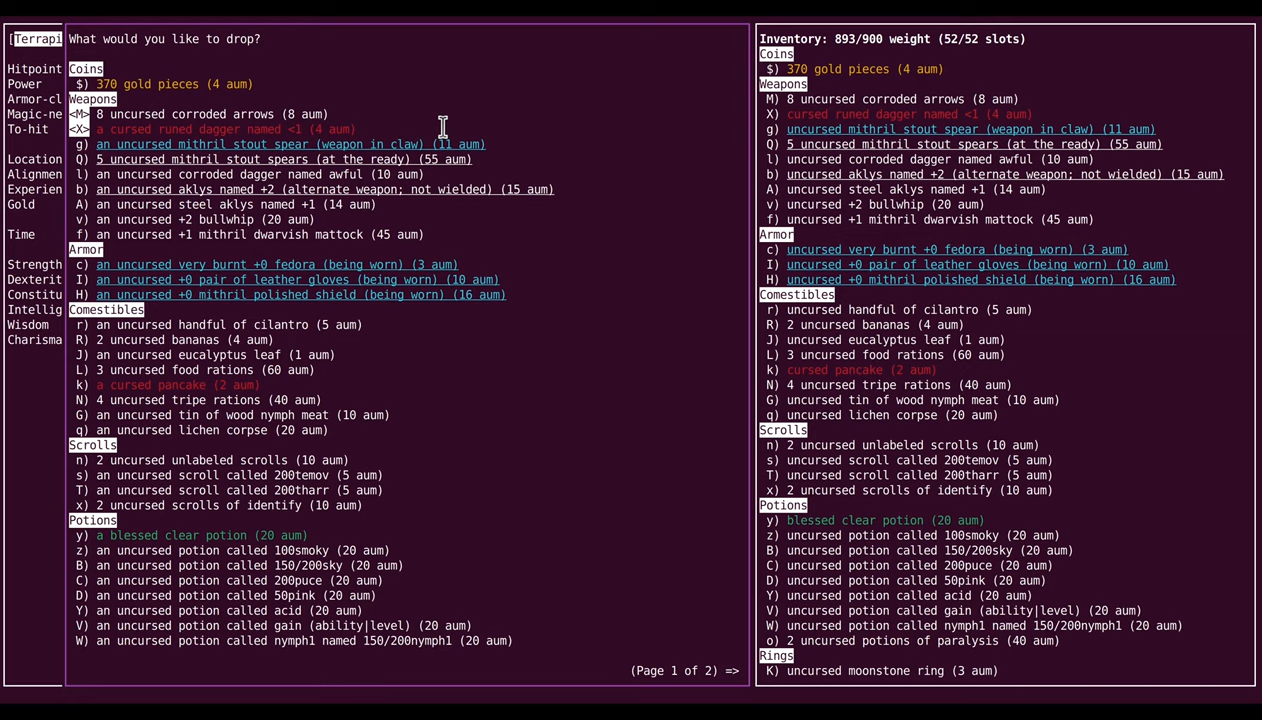 [Terrapi
Hitpoint
Power
Armor-cl
Magic-ne
To-hit
Location
Alignmen
Experien
Gold
Time
Strength
Dexterit
Constitu
Intellig
Wisdom
Charisma
What would you like to drop?
Coins
$) 370 gold pieces (4 aum)
Weapons
<M> 8 uncursed corroded arrows (8 aum)
<X> a cursed runed dagger named <1 (4 aum)
g) an uncursed mithril stout spear (weapon in claw) (11 aum)
Q) 5 uncursed mithril stout spears (at the ready) (55 aum)
l) an uncursed corroded dagger named awful (10 aum)
b) an uncursed aklys named +2 (alternate weapon; not wielded) (15 aum)
A) an uncursed steel aklys named +1 (14 aum)
v) an uncursed +2 bullwhip (20 aum)
f) an uncursed +1 mithril dwarvish mattock (45 aum)
Armor
c) an uncursed very burnt +0 fedora (being worn) (3 aum)
I) an uncursed +0 pair of leather gloves (being worn) (10 aum)
H) an uncursed +0 mithril polished shield (being worn) (16 aum)
Comestibles
r) an uncursed handful of cilantro (5 aum)
R) 2 uncursed bananas (4 aum)
J) an uncursed eucalyptus leaf (1 aum)
L) 3 uncursed food rations (60 aum)
k) a cursed pancake (2 aum)
N) 4 uncursed tripe rations (40 aum)
G) an uncursed tin of wood nymph meat (10 aum)
q) an uncursed lichen corpse (20 aum)
Scrolls
n) 2 uncursed unlabeled scrolls (10 aum)
s) an uncursed scroll called 200temov (5 aum)
T) an uncursed scroll called 200tharr (5 aum)
x) 2 uncursed scrolls of identify (10 aum)
Potions
y) a blessed clear potion (20 aum)
z) an uncursed potion called 100smoky (20 aum)
B) an uncursed potion called 150/200sky (20 aum)
C) an uncursed potion called 200puce (20 aum)
D) an uncursed potion called 50pink (20 aum)
Y) an uncursed potion called acid (20 aum)
V) an uncursed potion called gain (ability|level) (20 aum)
W) an uncursed potion called nymph1 named 150/200nymph1 (20 aum)
(Page 1 of 2) =>
Inventory: 893/900 weight (52/52 slots)
Coins
$) 370 gold pieces (4 aum)
Weapons
M) 8 uncursed corroded arrows (8 aum)
X) cursed runed dagger named <1 (4 aum)
g) uncursed mithril stout spear (weapon in claw) (11 aum)
Q) 5 uncursed mithril stout spears (at the ready) (55 aum)
l) uncursed corroded dagger named awful (10 aum)
b) uncursed aklys named +2 (alternate weapon; not wielded) (15 aum)
A) uncursed steel aklys named +1 (14 aum)
v) uncursed +2 bullwhip (20 aum)
f) uncursed +1 mithril dwarvish mattock (45 aum)
Armor
c) uncursed very burnt +0 fedora (being worn) (3 aum)
I) uncursed +0 pair of leather gloves (being worn) (10 aum)
H) uncursed +0 mithril polished shield (being worn) (16 aum)
Comestibles
r) uncursed handful of cilantro (5 aum)
R) 2 uncursed bananas (4 aum)
J) uncursed eucalyptus leaf (1 aum)
L) 3 uncursed food rations (60 aum)
k) cursed pancake (2 aum)
N) 4 uncursed tripe rations (40 aum)
G) uncursed tin of wood nymph meat (10 aum)
q) uncursed lichen corpse (20 aum)
Scrolls
n) 2 uncursed unlabeled scrolls (10 aum)
s) uncursed scroll called 200temov (5 aum)
T) uncursed scroll called 200tharr (5 aum)
x) 2 uncursed scrolls of identify (10 aum)
Potions
y) blessed clear potion (20 aum)
z) uncursed potion called 100smoky (20 aum)
B) uncursed potion called 150/200sky (20 aum)
C) uncursed potion called 200puce (20 aum)
D) uncursed potion called 50pink (20 aum)
Y) uncursed potion called acid (20 aum)
V) uncursed potion called gain (ability|level) (20 aum)
W) uncursed potion called nymph1 named 150/200nymph1 (20 aum)
o) 2 uncursed potions of paralysis (40 aum)
Rings
K) uncursed moonstone ring (3 aum)